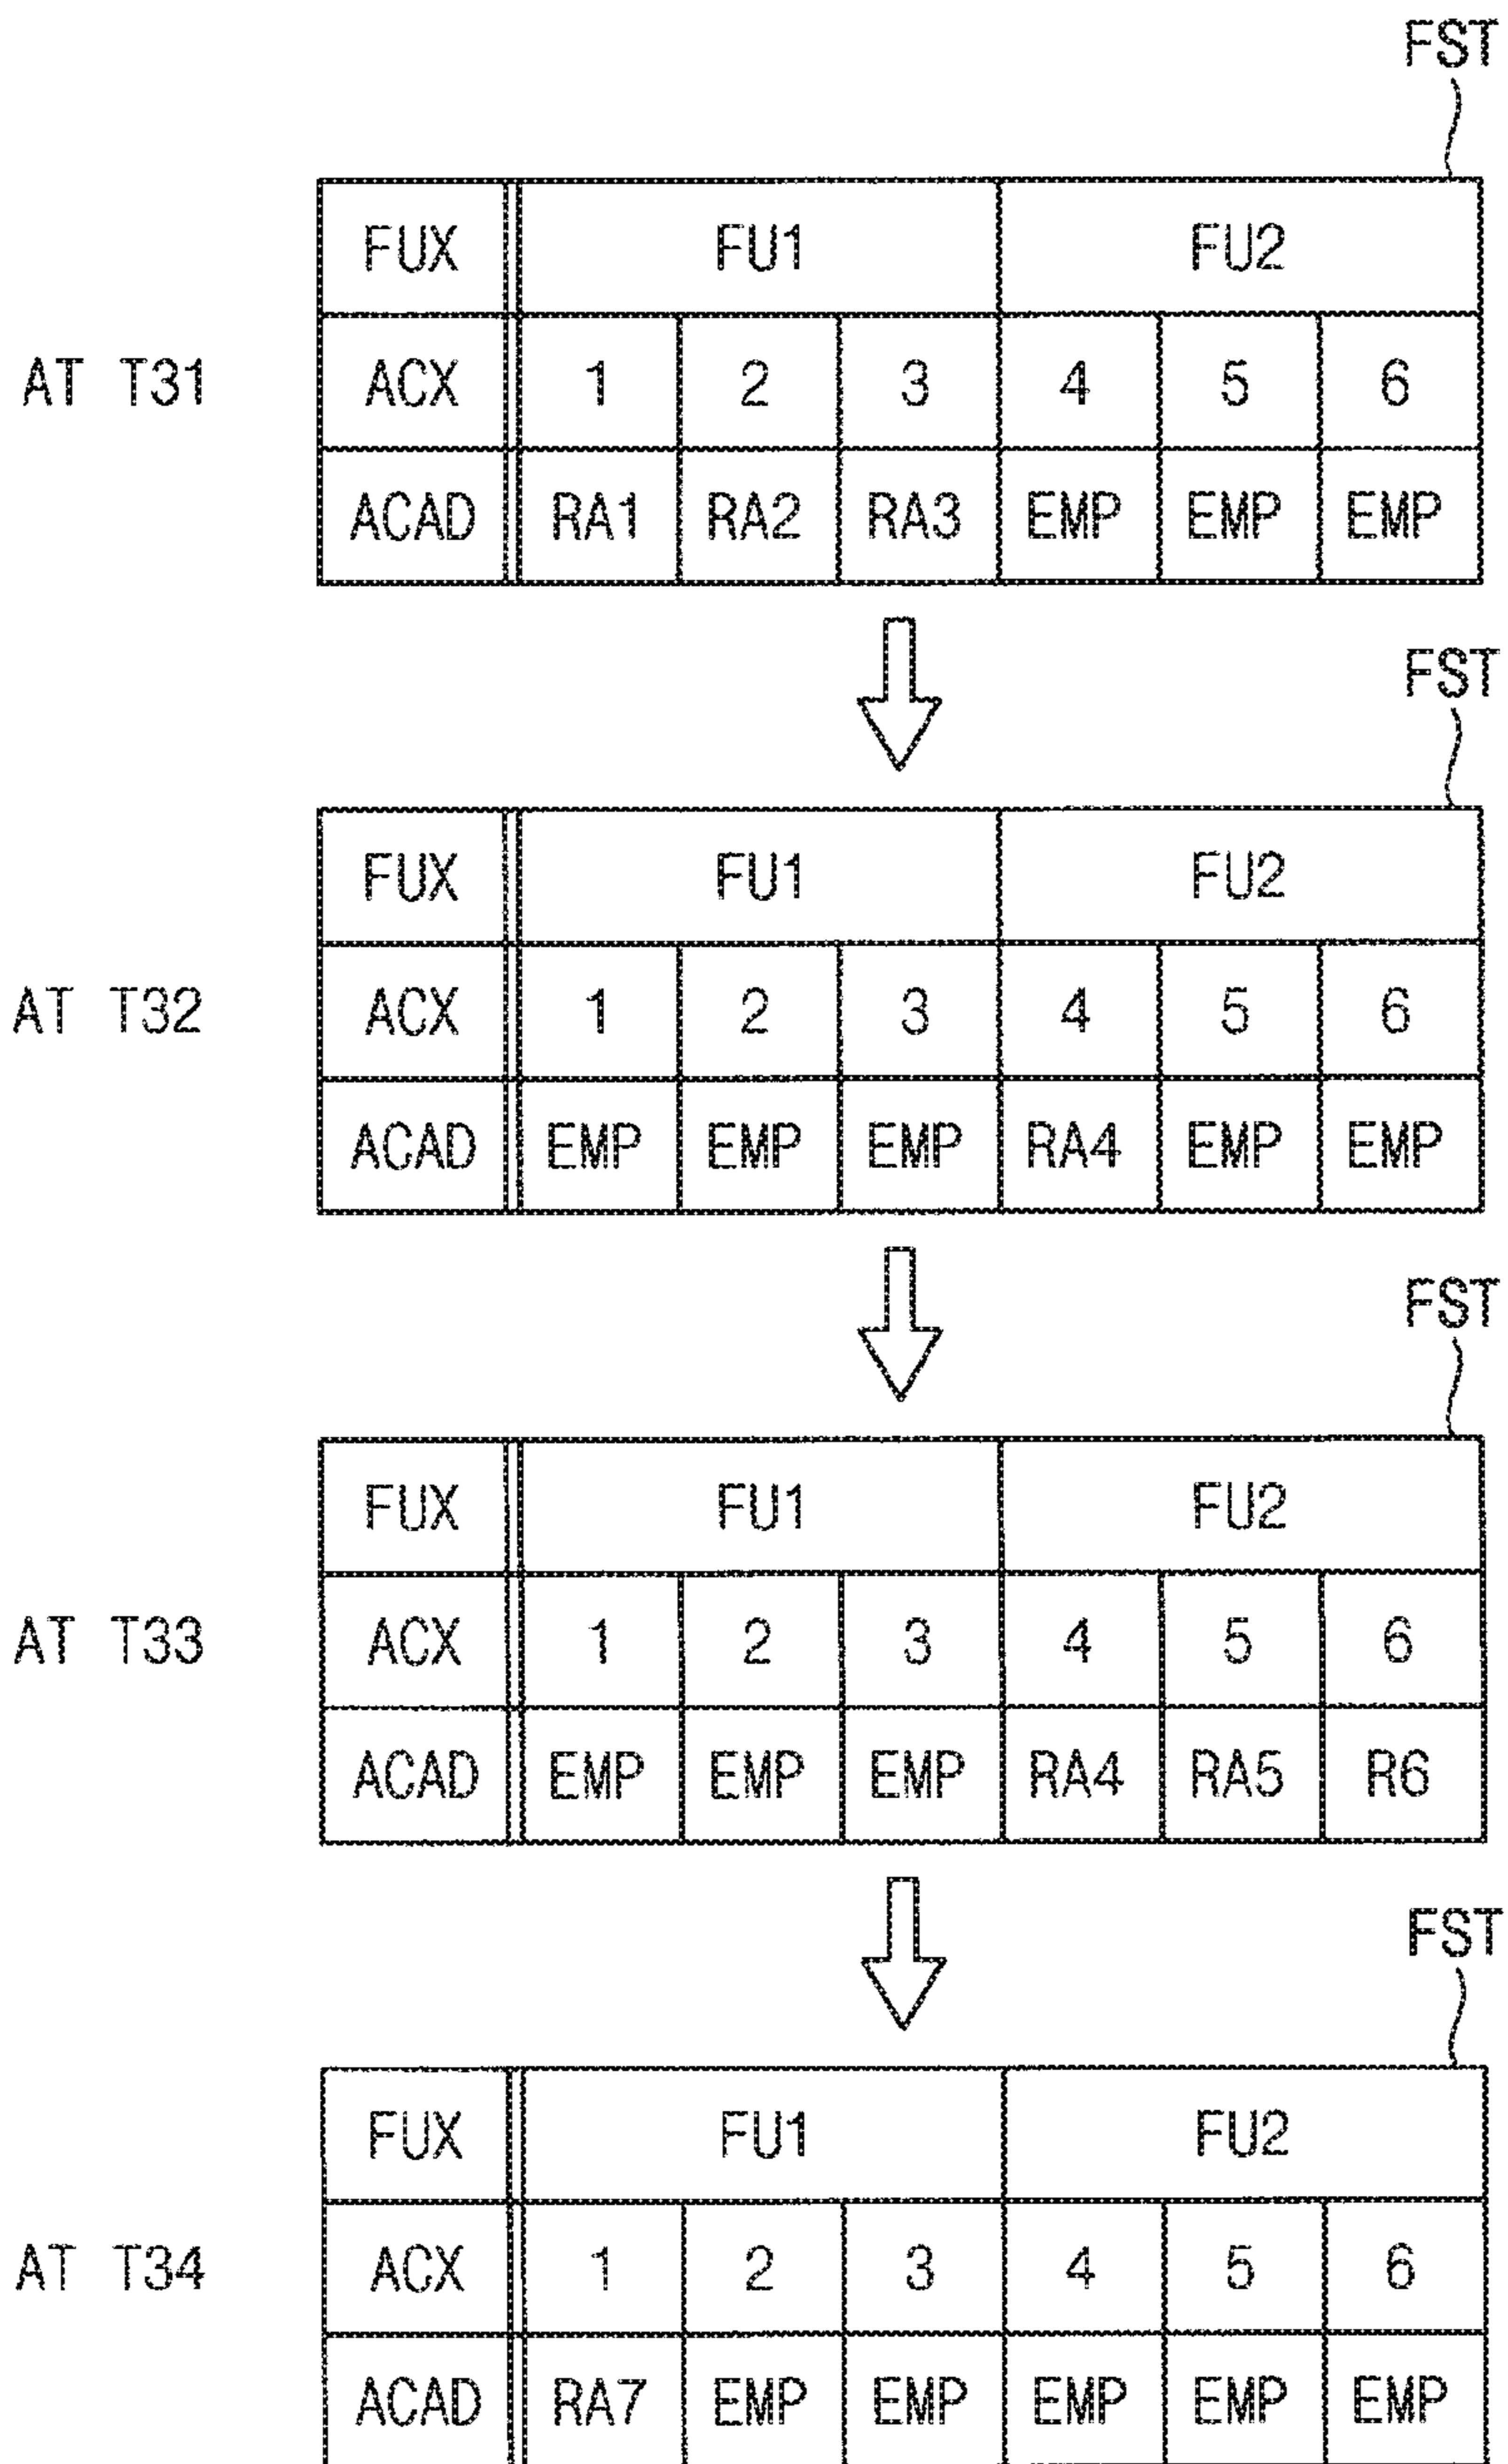 FST
FUX FU1 FU2
AT T31 ACX 1 2 3 4 5 6
ACAD RA1 RA2 RA3 EMP EMP EMP
FST
FUX FU1 FU2
AT T32 ACX 1 2 3 4 5 6
ACAD EMP EMP EMP RA4 EMP EMP
FST
FUX FU1 FU2
AT T33 ACX 1 2 3 4 5 6
ACAD EMP EMP EMP RA4 RA5 R6
FST
FUX FU1 FU2
AT T34 ACX 1 2 3 4 5 6
ACAD RA7 EMP EMP EMP EMP EMP